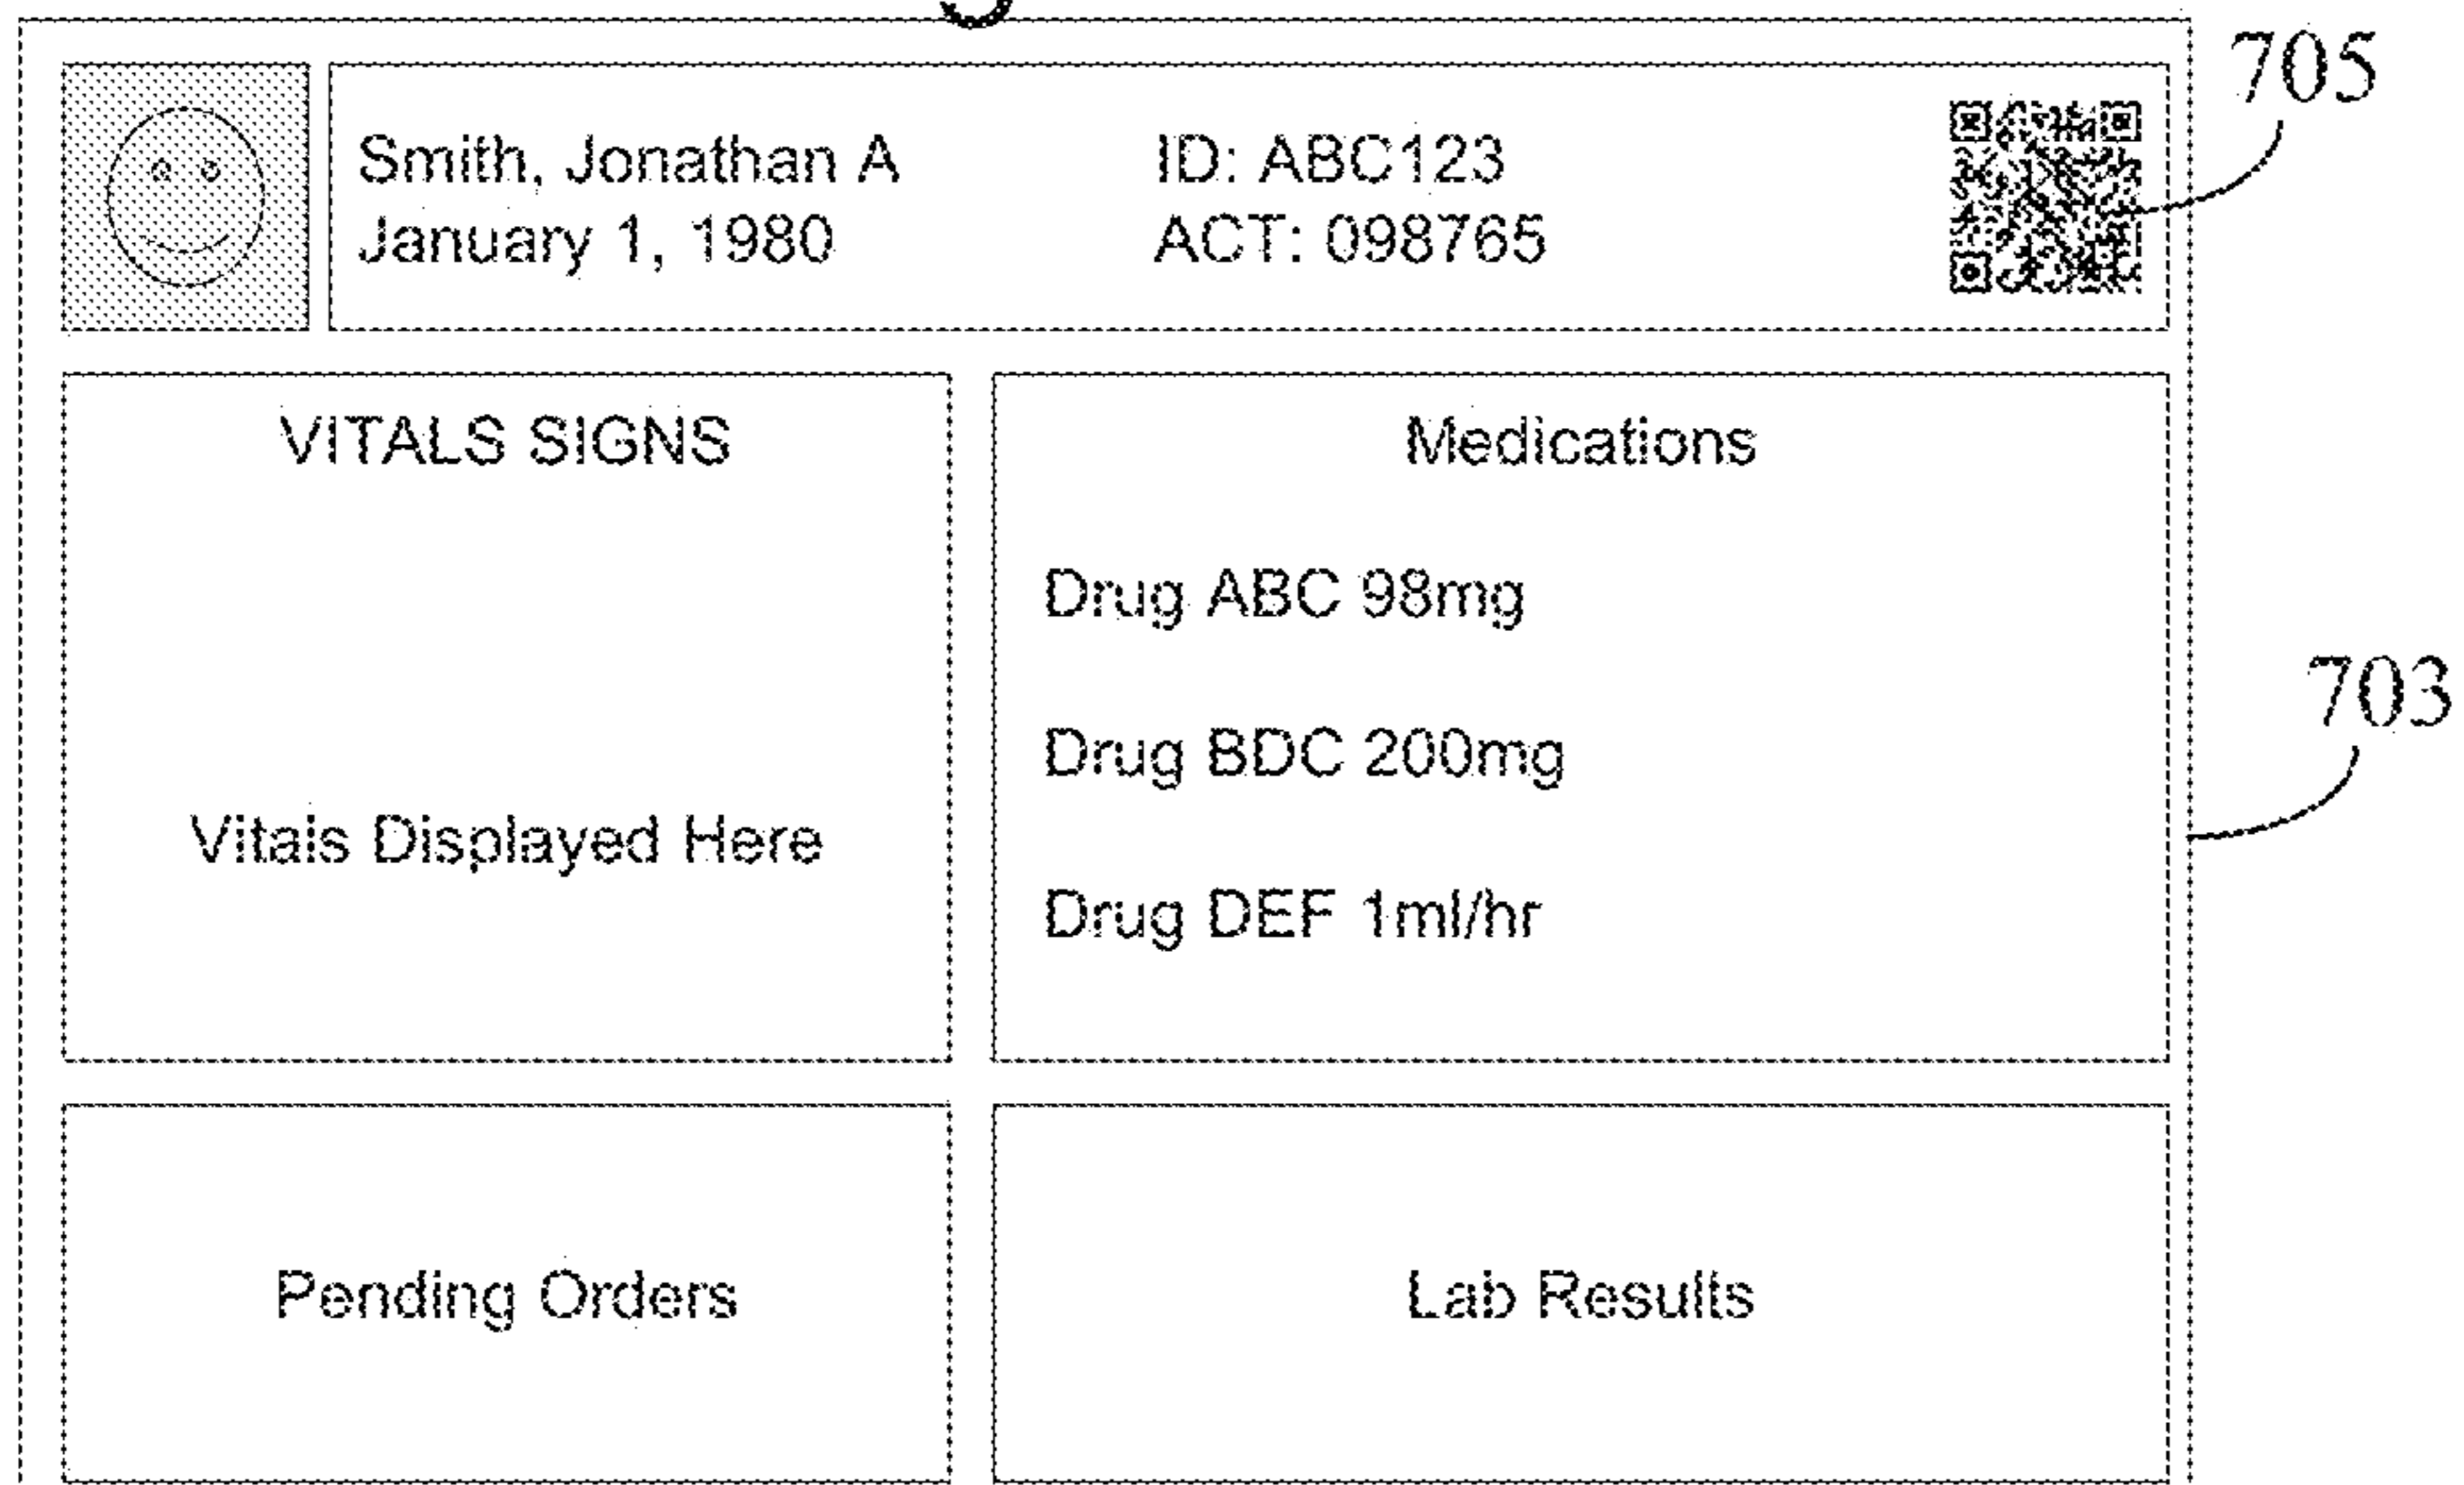 705
Smith, Jonathan A
January 1, 1980
ID: ABC123
ACT: 098765
VITALS SIGNS
Vitals Displayed Here
Medications
Drug ABC 98mg
Drug BDC 200mg
Drug DEF 1ml/hr
703
Pending Orders
Lab Results